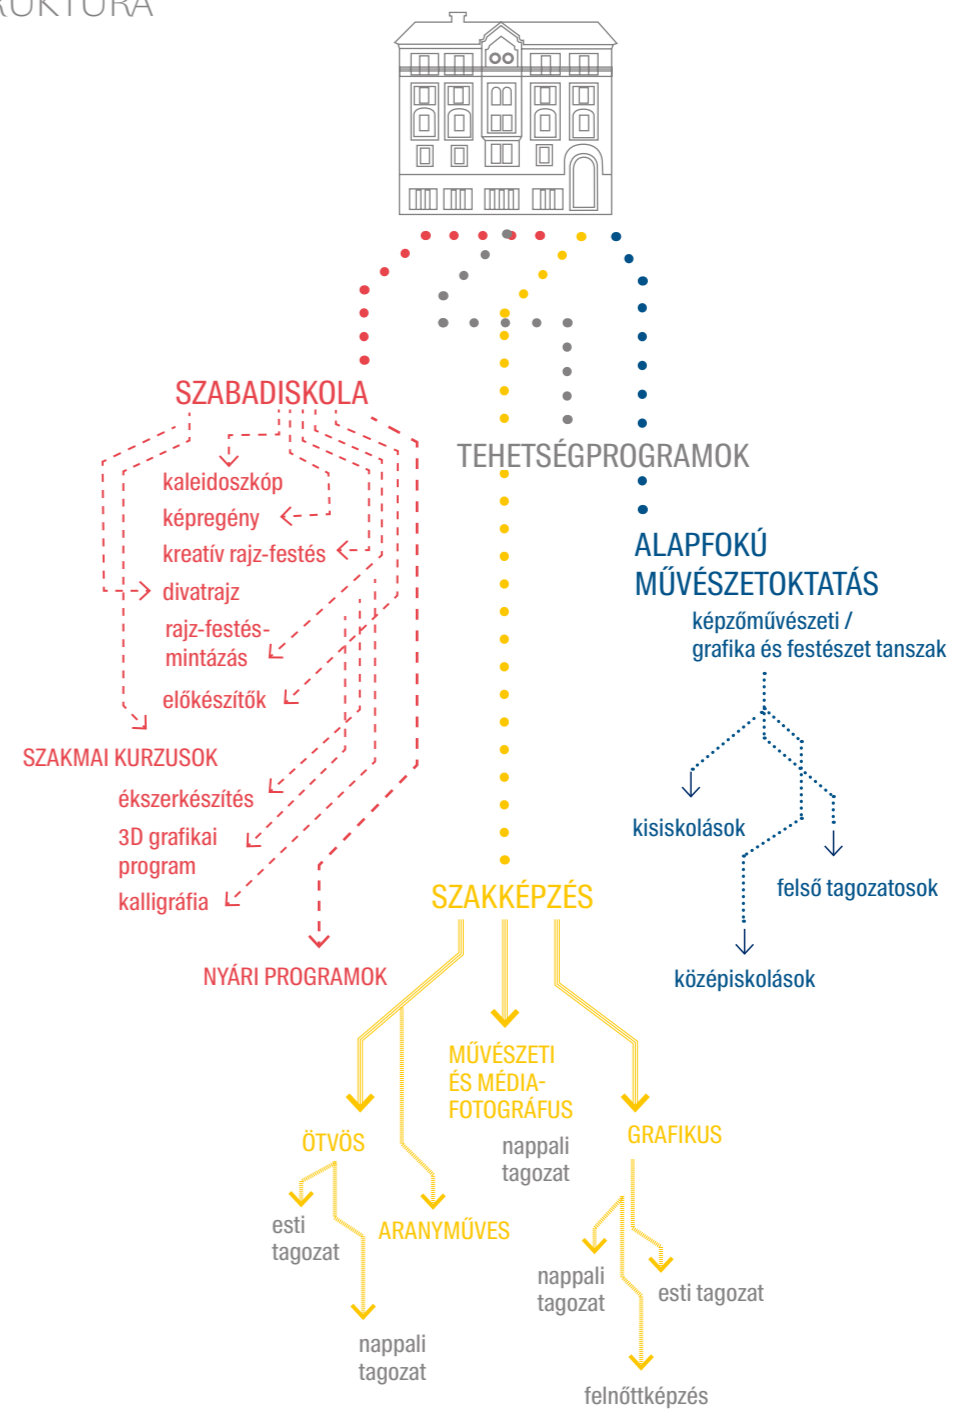 SZABADISKOLA
kaleidoszkóp
képregény
kreatív rajz-festés
divatrajz
rajz-festés-
mintázás
előkészítők
SZAKMAI KURZUSOK
ékszerkészítés
3D grafikai
program
kalligráfia
NYÁRI PROGRAMOK
TEHETSÉGPROGRAMOK
ALAPFOKÚ
MŰVÉSZETOKTATÁS
képzőművészeti /
grafika és festészet tanszak
kisiskolások
felső tagozatosok
középiskolások
SZAKKÉPZÉS
ÖTVÖS
esti
tagozat
nappali
tagozat
ARANYMŰVES
MŰVÉSZETI
ÉS MÉDIA-
FOTOGRÁFUS
nappali
tagozat
GRAFIKUS
nappali
tagozat
esti tagozat
felnőttképzés